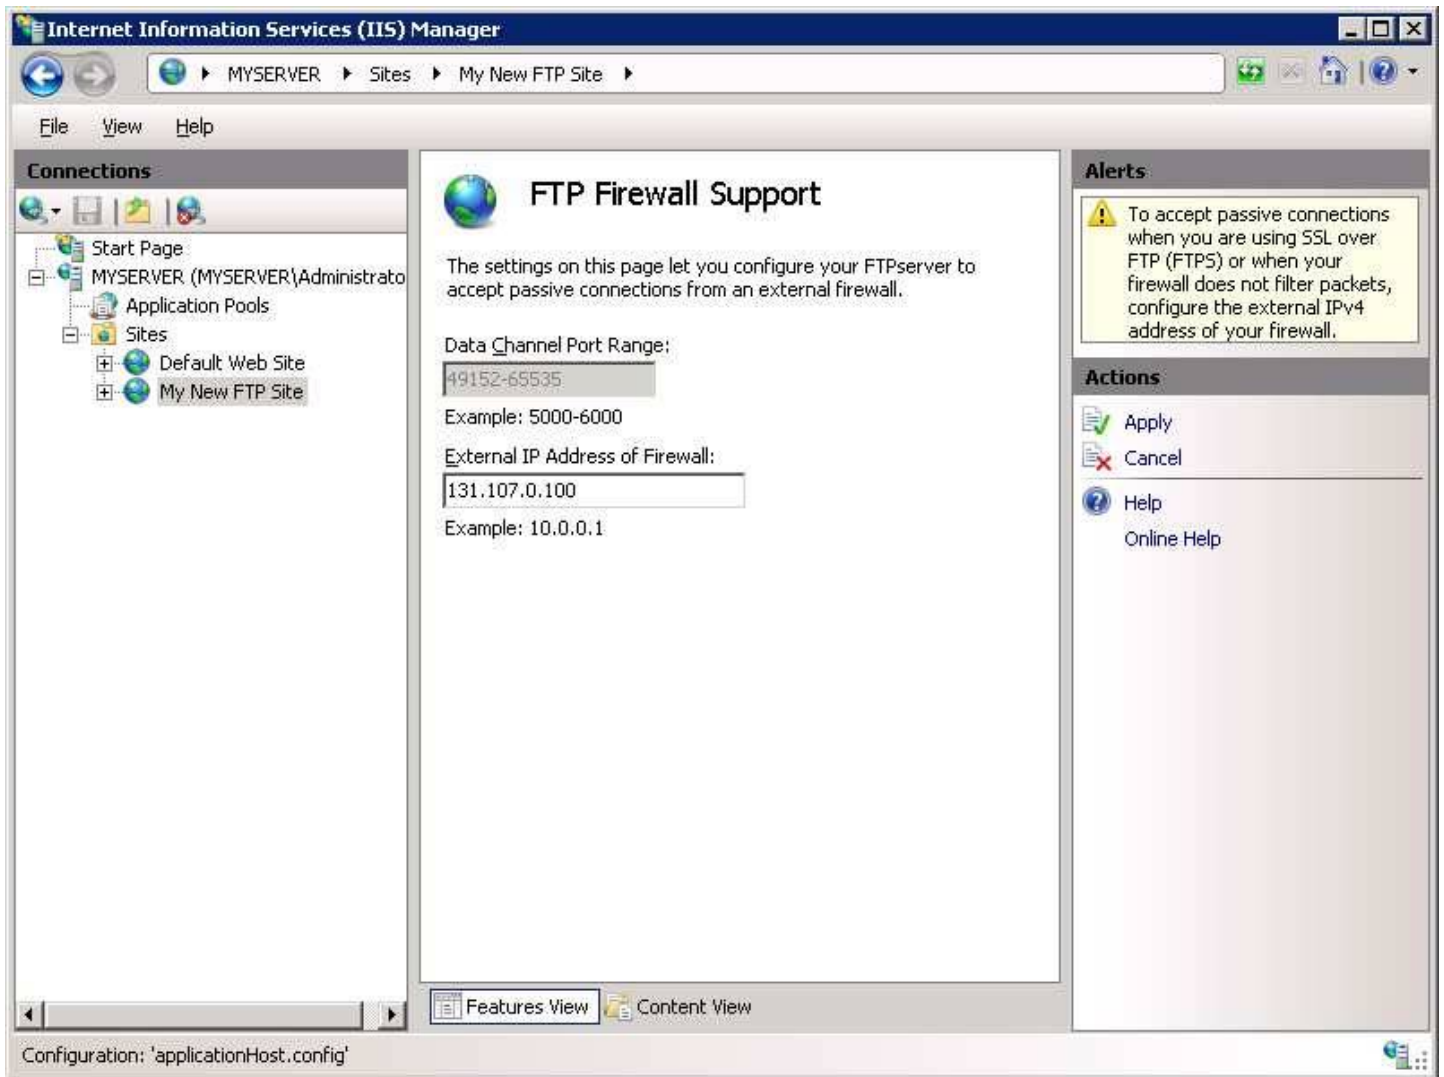 Internet Information Services (IIS) Manager
MYSERVER Sites My New FTP Site
File View Help
Connections
Start Page
MYSERVER (MYSERVER\Administrato
Application Pools
Sites
Default Web Site
My New FTP Site
FTP Firewall Support
The settings on this page let you configure your FTPserver to
accept passive connections from an external firewall.
Data Channel Port Range:
49152-65535
Example: 5000-6000
External IP Address of Firewall:
131.107.0.100
Example: 10.0.0.1
Features View Content View
Alerts
To accept passive connections
when you are using SSL over
FTP (FTPS) or when your
firewall does not filter packets,
configure the external IPv4
address of your firewall.
Actions
Apply
Cancel
Help
Online Help
Configuration: 'applicationHost.config'